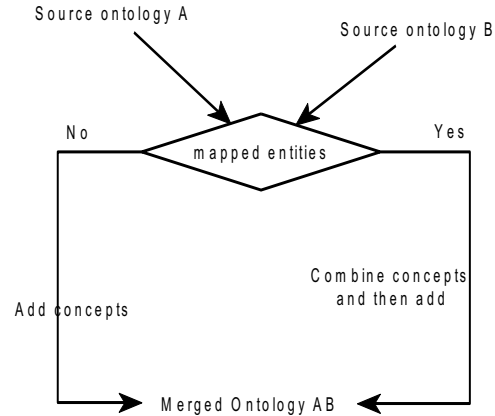 Source ontology A
Source ontology B
No
Yes
mapped entities
Combine concepts
and then add
Add concepts
Merged Ontology AB